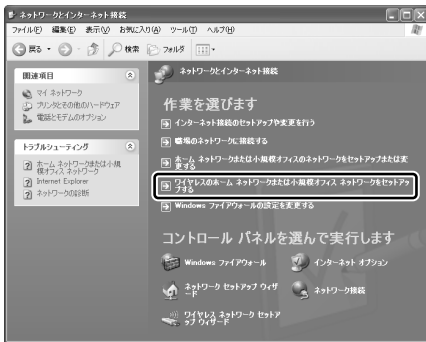 ネットワークとインターネット接続
ファイル(F) 編集(E) 表示(V) お気に入り(A) ツール(T) ヘルプ(H)
戻る 検索 フォルダ
関連項目
マイ ネットワーク
プリンタとその他のハードウェア
電話とモデムのオプション
トラブルシューティング
ホーム ネットワークまたは小規
模オフィス ネットワーク
Internet Explorer
ネットワークの診断
ネットワークとインターネット接続
作業を選びます
インターネット接続のセットアップや変更を行う
職場のネットワークに接続する
ホーム ネットワークまたは小規模オフィスのネットワークをセットアップまたは変
更する
ワイヤレスのホーム ネットワークまたは小規模オフィス ネットワークをセットアッ
プする
Windows ファイアウォールの設定を変更する
コントロール パネルを選んで実行します
Windows ファイアウォール
インターネット オプション
ネットワーク セットアップ ウィザ
ード
ネットワーク接続
ワイヤレス ネットワーク セットア
ップ ウィザード